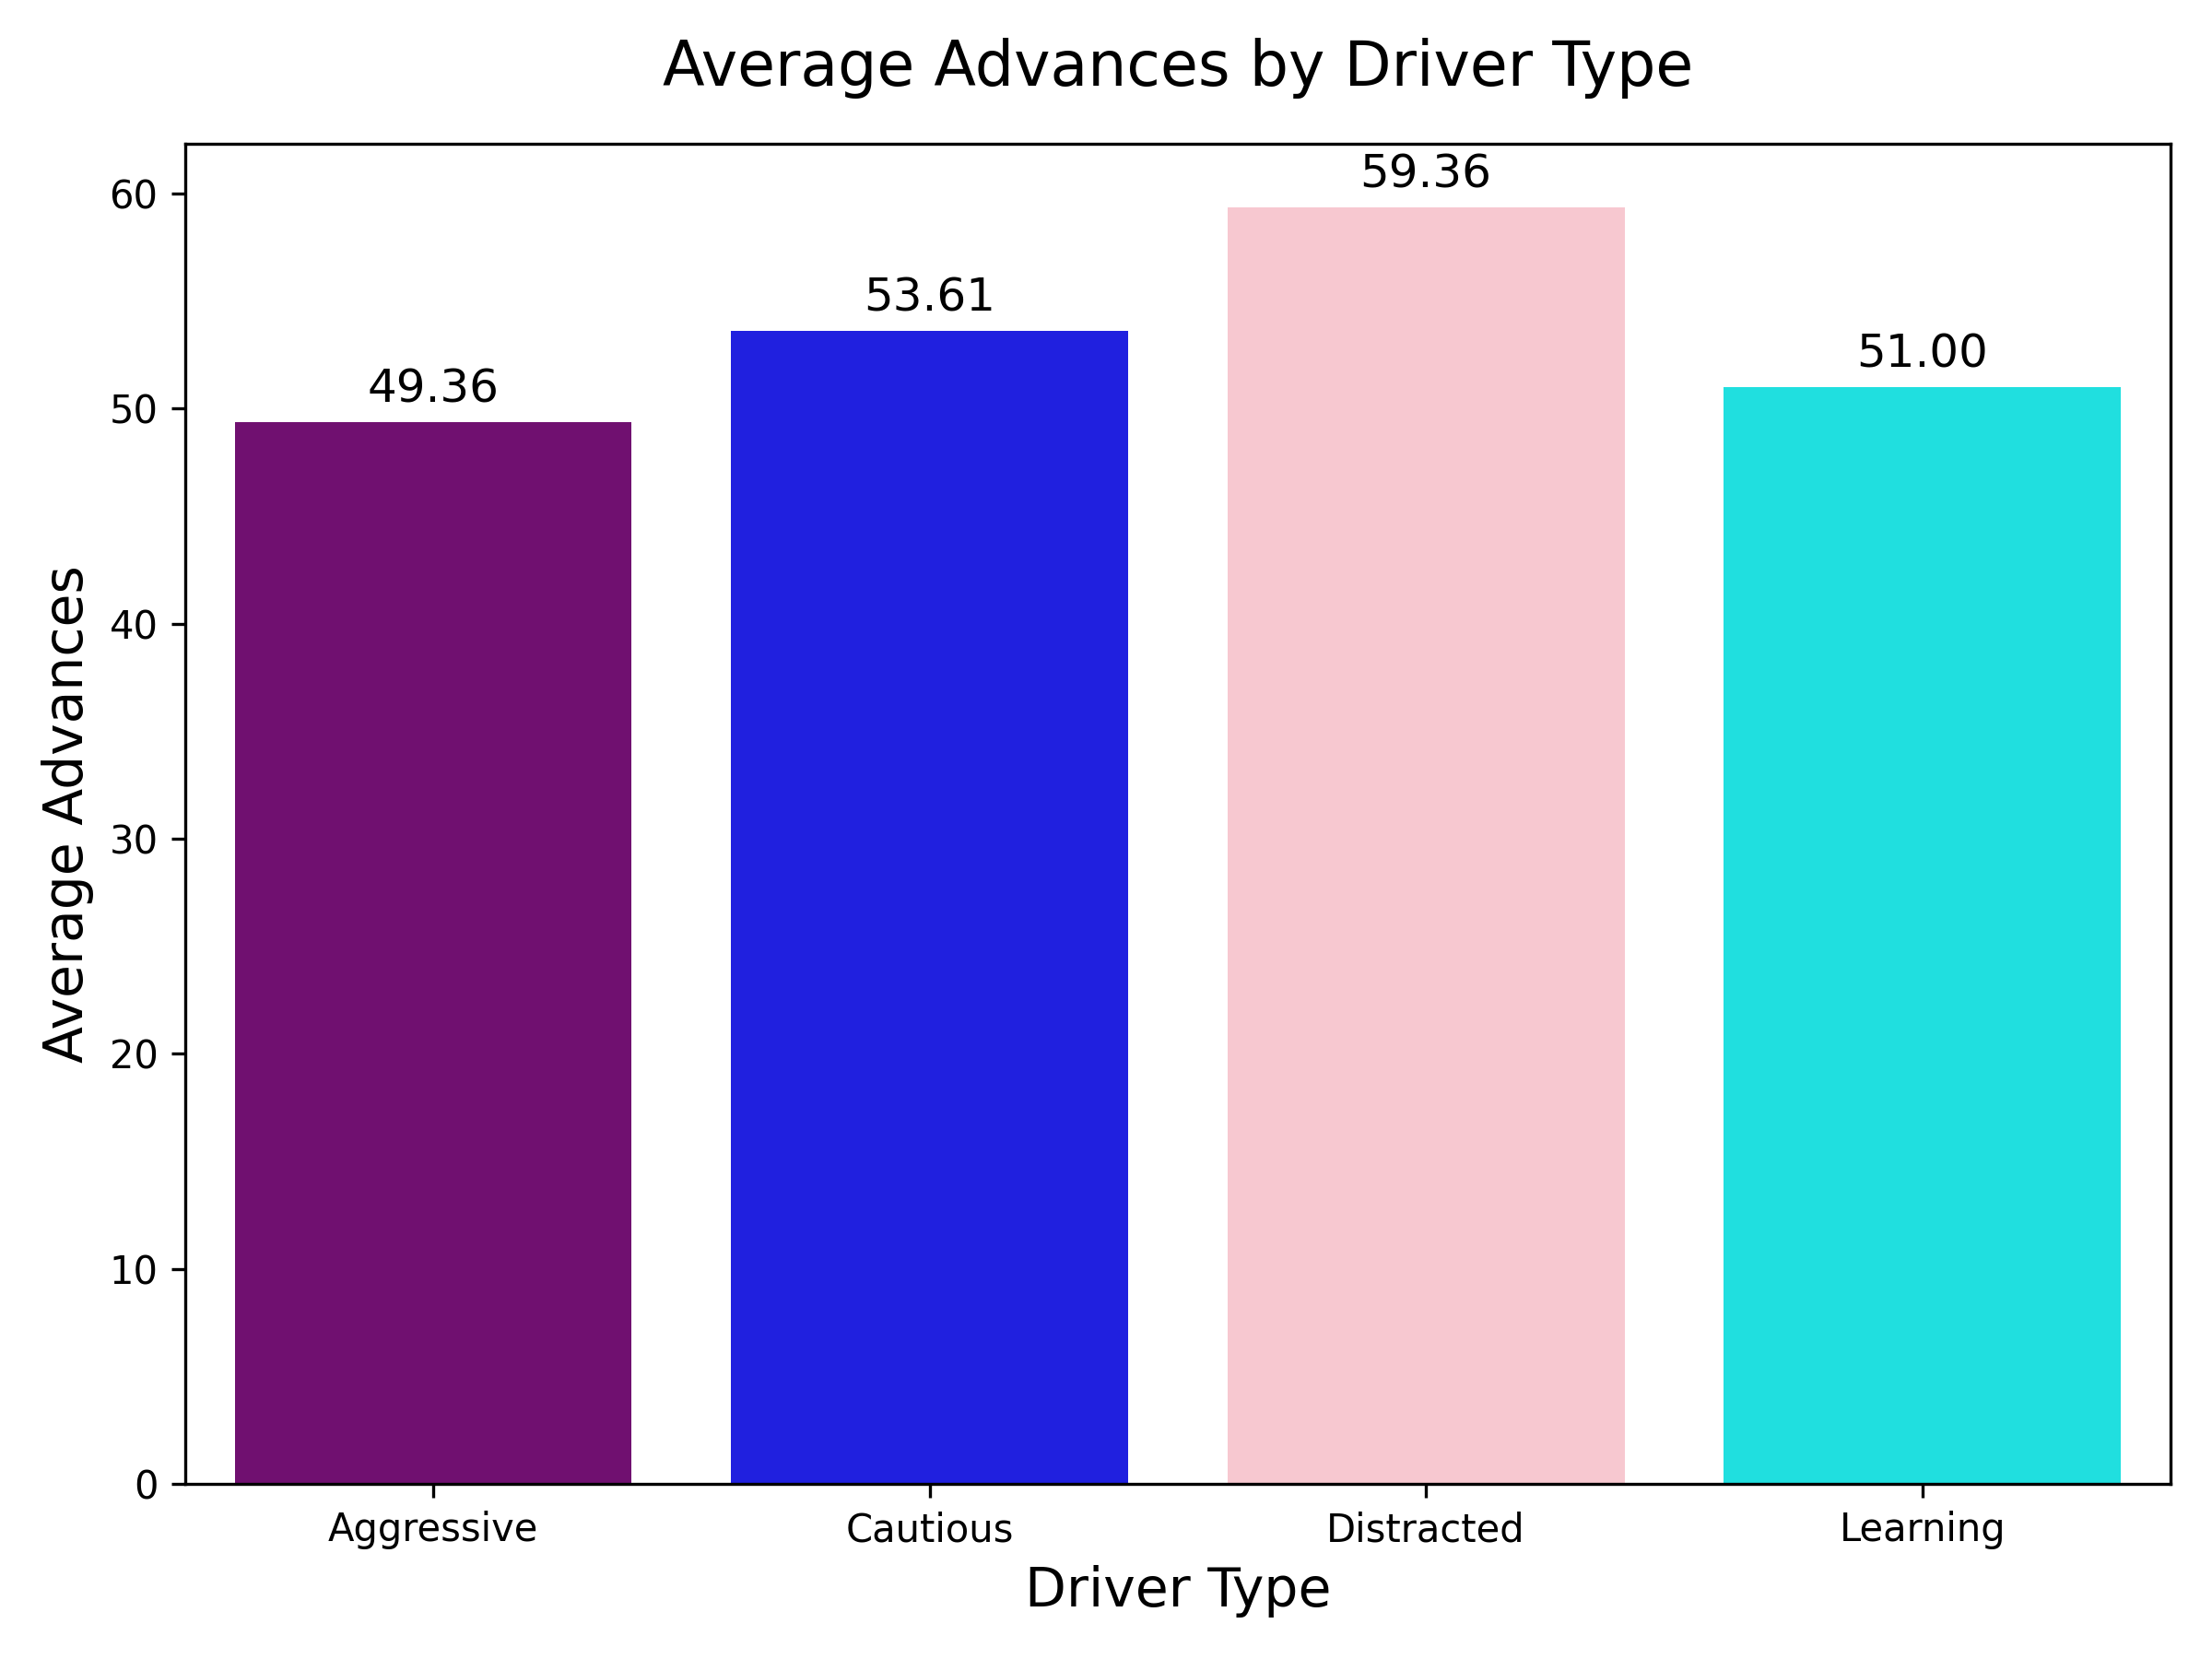 Average Advances by Driver Type
Average Advances
60
50
40
30
20
10
0
49.36
53.61
59.36
51.00
Aggressive
Cautious
Distracted
Learning
Driver Type